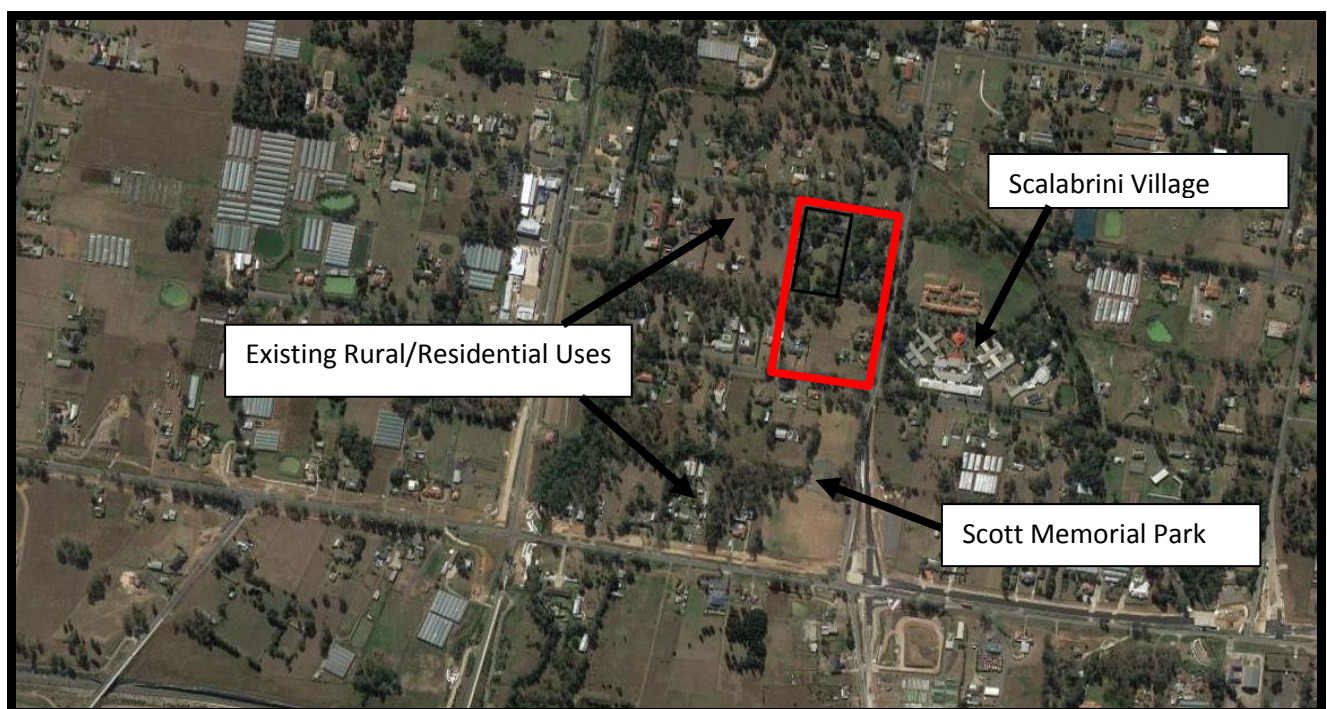 Scalabrini Village
Existing Rural/Residential Uses
Scott Memorial Park